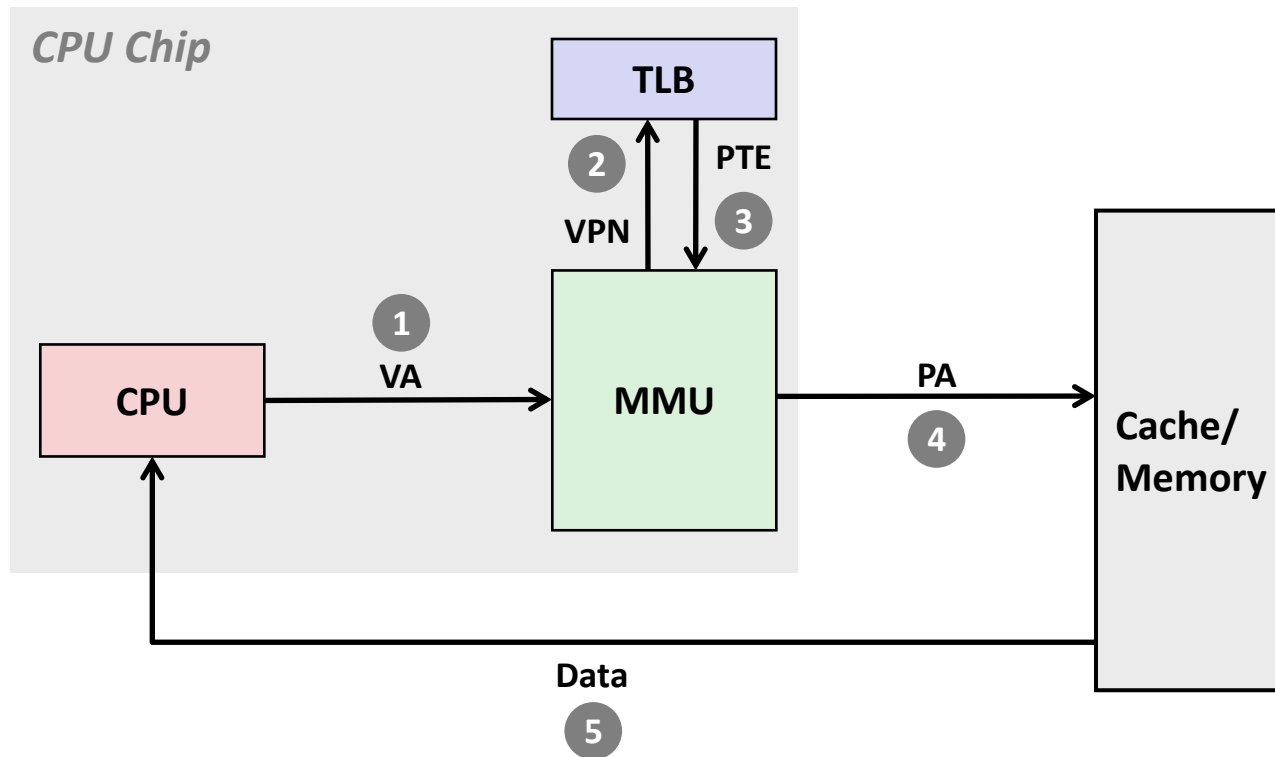 CPU Chip
TLB
2
PTE
VPN
3
1
VA
CPU
MMU
PA
4
Cache/
Memory
Data
5